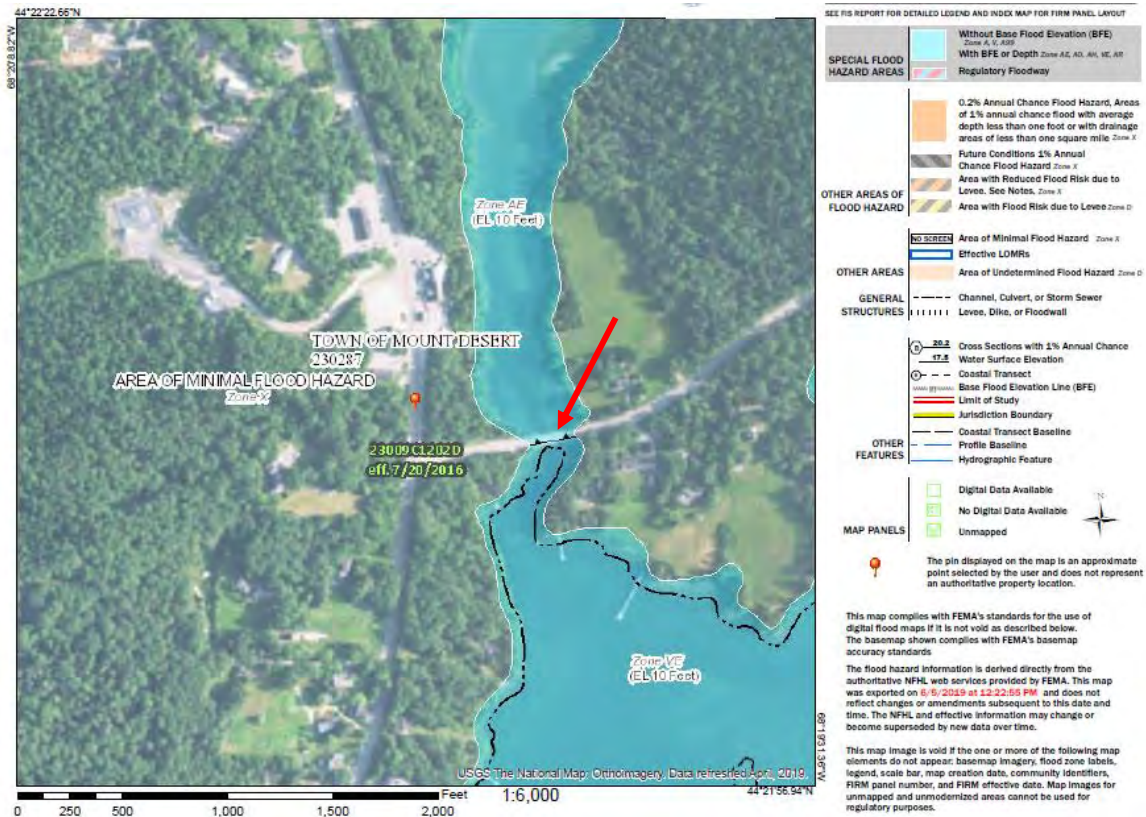 44°22'22.66"N
68°20'8.82"W
Zone AE
(EL 10 Feet)
TOWN OF MOUNT DESERT
230287
AREA OF MINIMAL FLOOD HAZARD
Zone X
23009C1202D
eff. 7/20/2016
Zone VE
(EL 10 Feet)
68°19'31.36"W
USGS The National Map: Orthoimagery. Data refreshed April, 2019.
44°21'56.94"N
Feet
1:6,000
0 250 500 1,000 1,500 2,000
SEE FIS REPORT FOR DETAILED LEGEND AND INDEX MAP FOR FIRM PANEL LAYOUT
SPECIAL FLOOD
HAZARD AREAS
Without Base Flood Elevation (BFE)
Zone A, V, A99
With BFE or Depth Zone AE, AO, AH, VE, AR
Regulatory Floodway
OTHER AREAS OF
FLOOD HAZARD
0.2% Annual Chance Flood Hazard, Areas
of 1% annual chance flood with average
depth less than one foot or with drainage
areas of less than one square mile Zone X
Future Conditions 1% Annual
Chance Flood Hazard Zone X
Area with Reduced Flood Risk due to
Levee. See Notes. Zone X
Area with Flood Risk due to Levee Zone D
OTHER AREAS
NO SCREEN Area of Minimal Flood Hazard Zone X
Effective LOMRs
Area of Undetermined Flood Hazard Zone D
GENERAL
STRUCTURES
Channel, Culvert, or Storm Sewer
Levee, Dike, or Floodwall
OTHER
FEATURES
20.2 Cross Sections with 1% Annual Chance
17.5 Water Surface Elevation
Coastal Transect
Base Flood Elevation Line (BFE)
Limit of Study
Jurisdiction Boundary
Coastal Transect Baseline
Profile Baseline
Hydrographic Feature
MAP PANELS
Digital Data Available
No Digital Data Available
Unmapped
N
The pin displayed on the map is an approximate
point selected by the user and does not represent
an authoritative property location.
This map complies with FEMA's standards for the use of
digital flood maps if it is not void as described below.
The basemap shown complies with FEMA's basemap
accuracy standards
The flood hazard information is derived directly from the
authoritative NFHL web services provided by FEMA. This map
was exported on 6/5/2019 at 12:22:55 PM and does not
reflect changes or amendments subsequent to this date and
time. The NFHL and effective information may change or
become superseded by new data over time.
This map image is void if the one or more of the following map
elements do not appear: basemap imagery, flood zone labels,
legend, scale bar, map creation date, community identifiers,
FIRM panel number, and FIRM effective date. Map images for
unmapped and unmodernized areas cannot be used for
regulatory purposes.